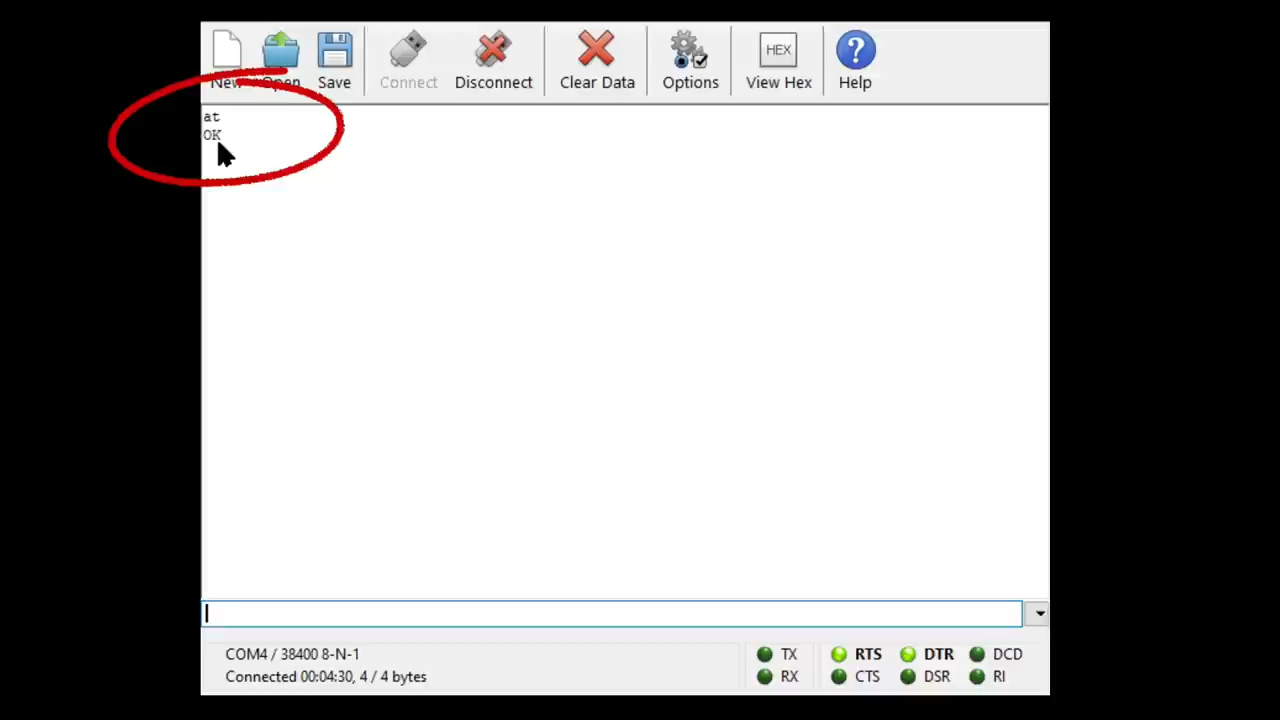 New Open Save Connect Disconnect Clear Data Options HEX View Hex ? Help
at
OK
COM4 / 38400 8-N-1
Connected 00:04:30, 4 / 4 bytes
TX RTS DTR DCD
RX CTS DSR RI